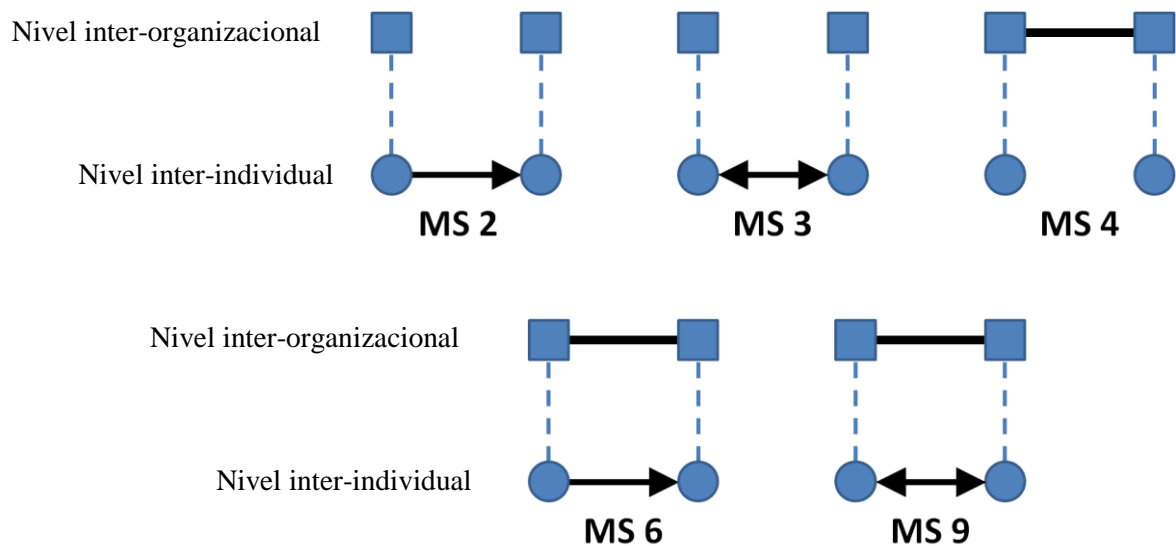 Nivel inter-organizacional
Nivel inter-individual
MS 2
MS 3
MS 4
Nivel inter-organizacional
Nivel inter-individual
MS 6
MS 9